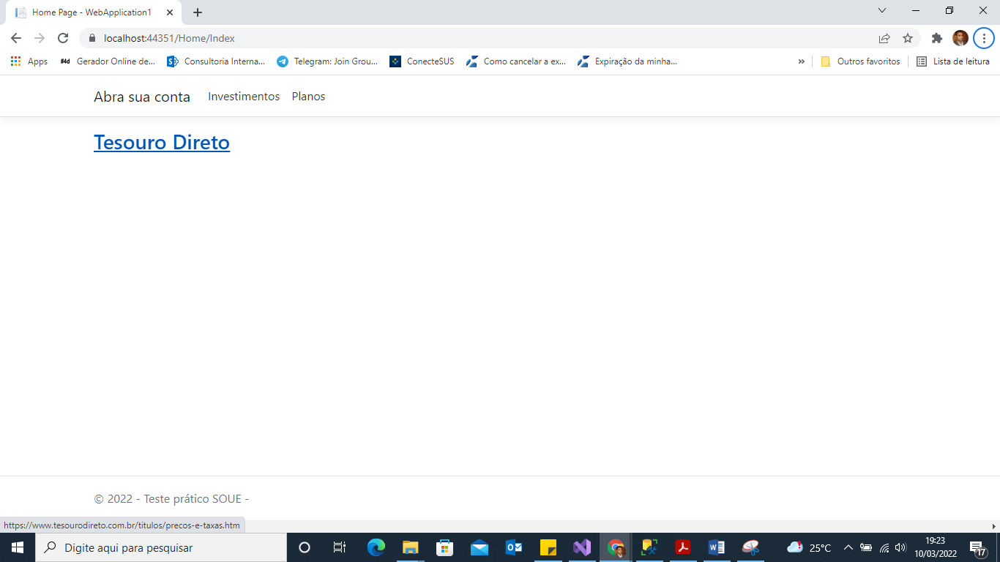 Home Page - WebApplication1
localhost:44351/Home/Index
Apps #4d Gerador Online de... Consultoria Interna... Telegram: Join Grou... ConecteSUS Como cancelar a ex... Expiração da minha... » Outros favoritos Lista de leitura
Abra sua conta Investimentos Planos
Tesouro Direto
© 2022 - Teste prático SOUE -
https://www.tesourodireto.com.br/titulos/precos-e-taxas.htm
Digite aqui para pesquisar
25°C
19:23
10/03/2022
17